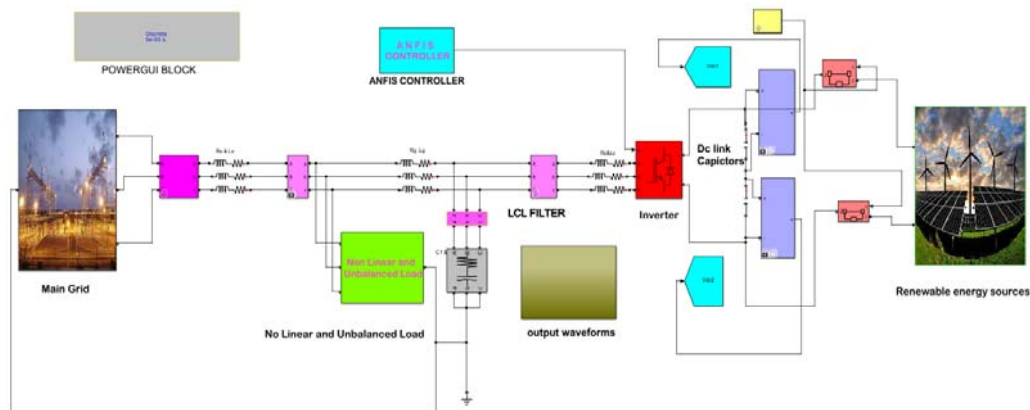 Discrete
POWERGUI BLOCK
A N F I S
CONTROLLER
ANFIS CONTROLLER
Main Grid
Non Linear and
Unbalanced Load
No Linear and Unbalanced Load
LCL FILTER
output waveforms
Inverter
Dc link
Capictors
Renewable energy sources